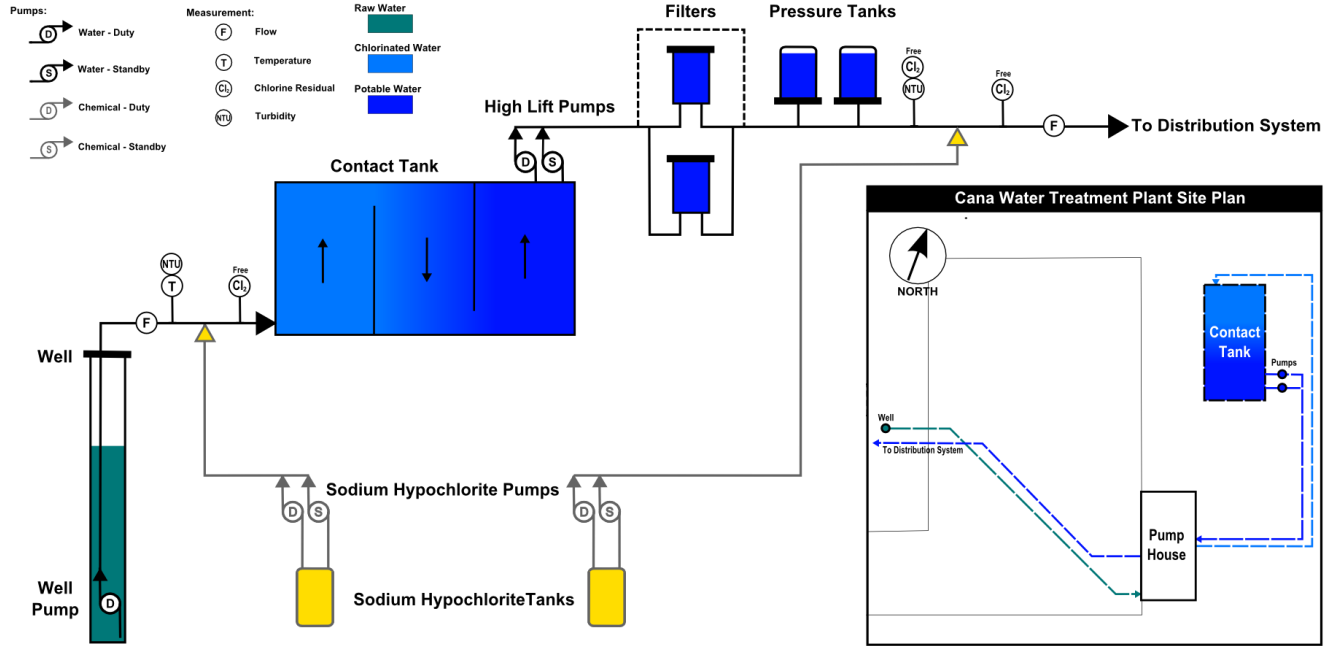 Pumps:
D
Water - Duty
S
Water - Standby
D
Chemical - Duty
S
Chemical - Standby
Measurement:
F
Flow
T
Temperature
Cl₂
Chlorine Residual
NTU
Turbidity
Raw Water
Chlorinated Water
Potable Water
Filters
Pressure Tanks
High Lift Pumps
D
S
Free
Cl₂
NTU
Free
Cl₂
F
To Distribution System
Contact Tank
NTU
T
Free
Cl₂
F
Well
Well
Pump
D
Sodium Hypochlorite Pumps
D
S
D
S
Sodium HypochloriteTanks
Cana Water Treatment Plant Site Plan
NORTH
Contact
Tank
Pumps
Well
To Distribution System
Pump
House